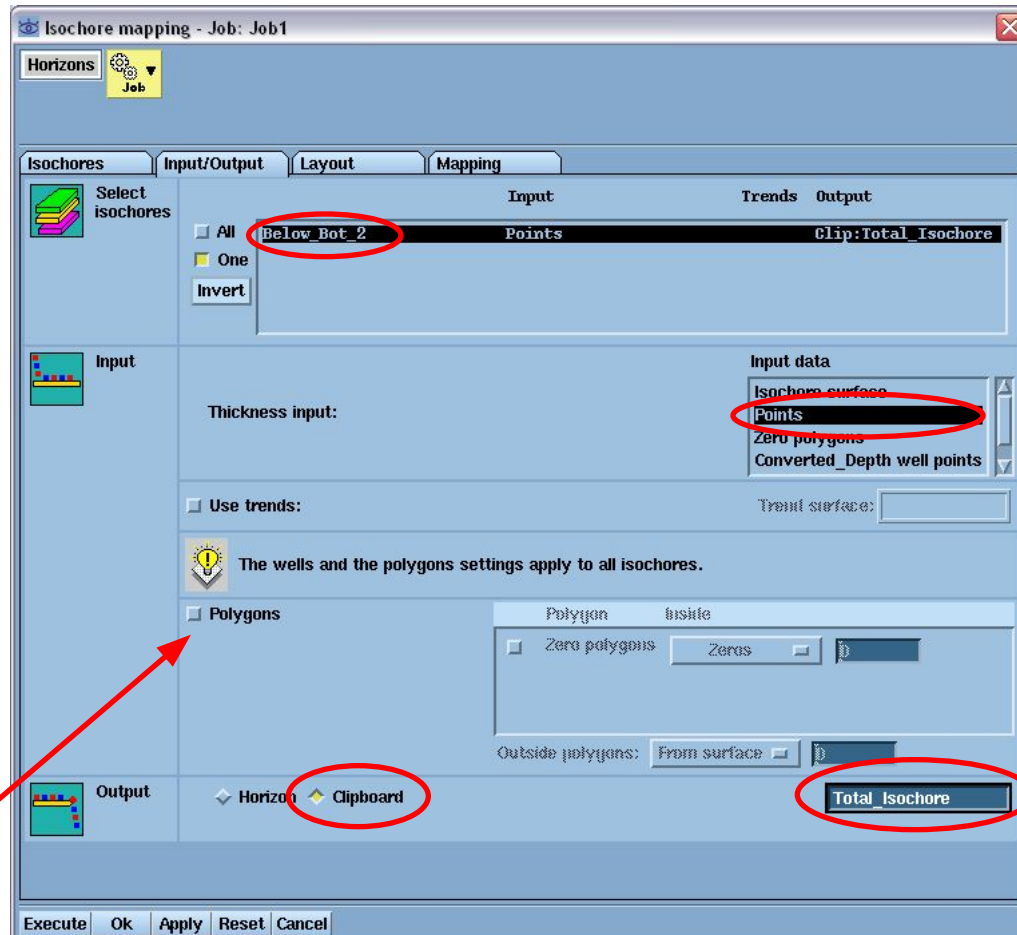 Isochore mapping - Job: Job1
Horizons
Job
Isochores Input/Output Layout Mapping
Select isochores
Input Trends Output
All
One
Invert
Below_Bot_2 Points Clip:Total_Isochore
Input
Thickness input:
Input data
Isochore surface
Points
Zero polygons
Converted_Depth well points
Use trends: Trend surface:
The wells and the polygons settings apply to all isochores.
Polygons
Polygon Inside
Zero polygons Zeros 0
Outside polygons: From surface 0
Output
Horizon Clipboard Total_Isochore
Execute Ok Apply Reset Cancel